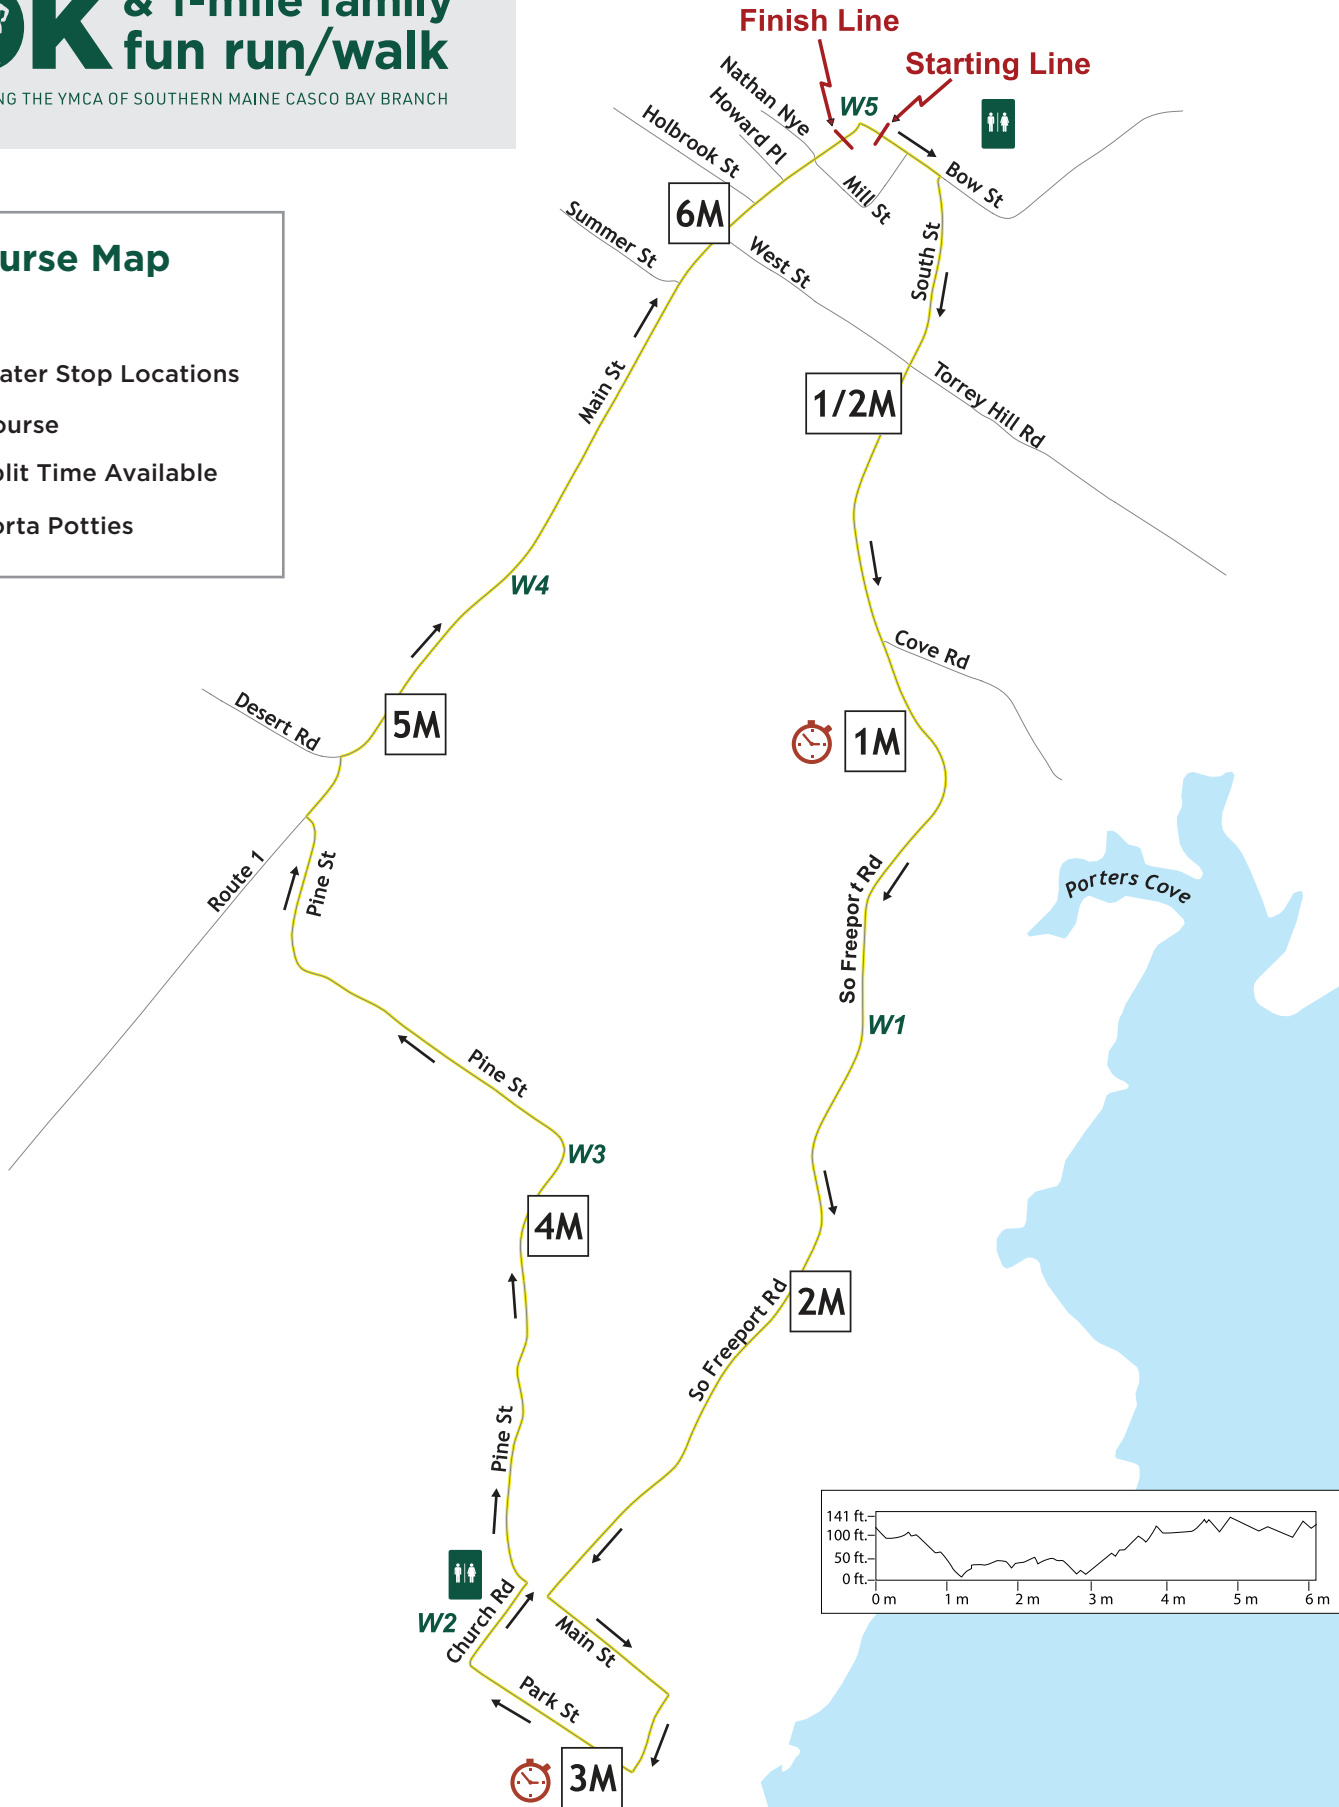 & 1-mile family
K fun run/walk
NG THE YMCA OF SOUTHERN MAINE CASCO BAY BRANCH
urse Map
ater Stop Locations
ourse
lit Time Available
orta Potties
Finish Line
Starting Line
W5
Nathan Nye
Howard Pl
Holbrook St
Mill St
Bow St
6M
Summer St
West St
South St
Main St
1/2M
Torrey Hill Rd
W4
Cove Rd
Desert Rd
5M
1M
Route 1
Pine St
So Freeport Rd
Porters Cove
W1
Pine St
W3
4M
2M
So Freeport Rd
Pine St
W2
Church Rd
Main St
Park St
3M
141 ft.
100 ft.
50 ft.
0 ft.
0 m 1 m 2 m 3 m 4 m 5 m 6 m